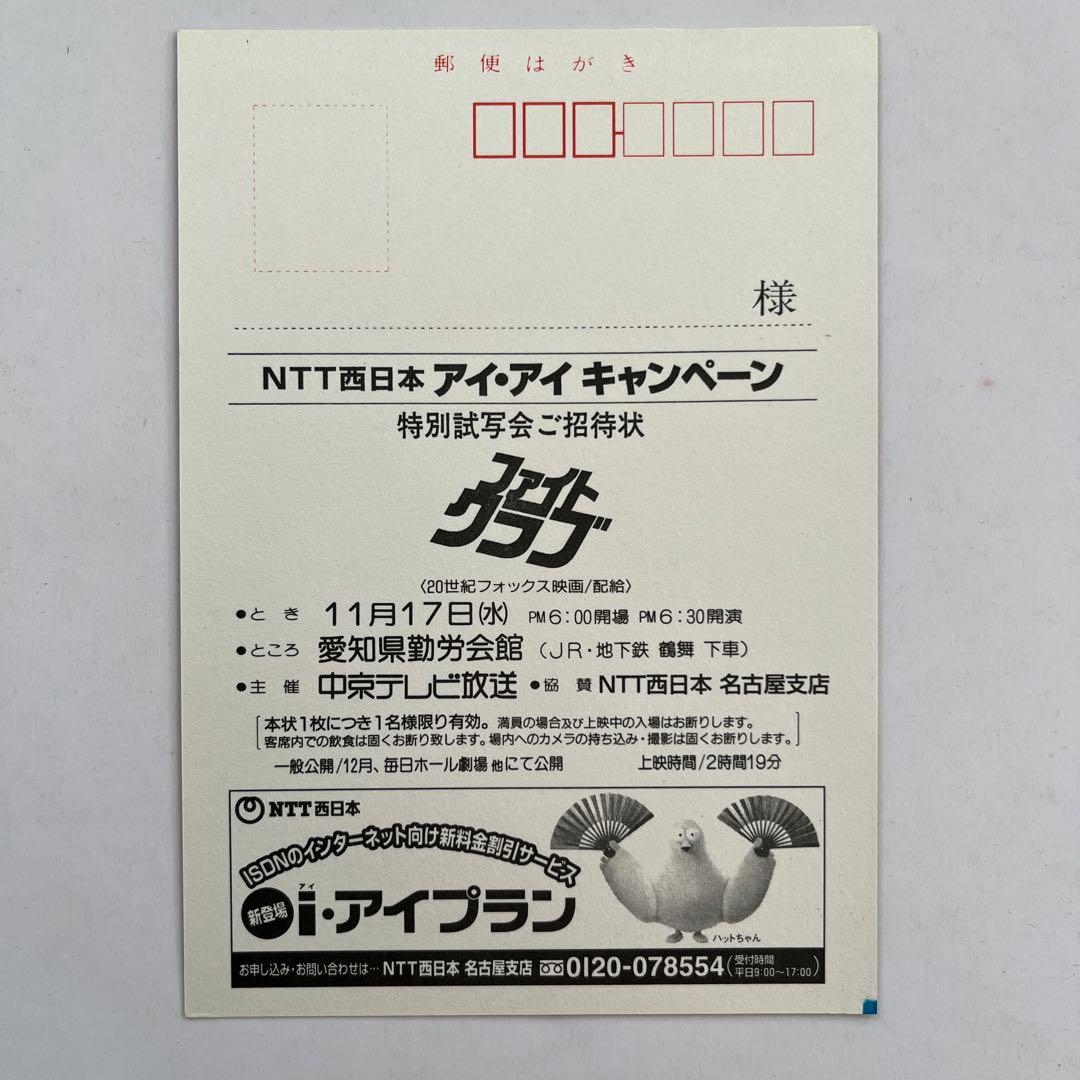 郵便はがき
様
NTT西日本 アイ・アイ キャンペーン
特別試写会ご招待状
ファイト
クラブ
〈20世紀フォックス映画/配給〉
●とき 11月17日(水) PM6:00開場 PM6:30開演
●ところ 愛知県勤労会館(JR・地下鉄 鶴舞 下車)
●主催 中京テレビ放送 ●協賛 NTT西日本 名古屋支店
本状1枚につき1名様限り有効。満員の場合及び上映中の入場はお断りします。
客席内での飲食は固くお断り致します。場内へのカメラの持ち込み・撮影は固くお断りします。
一般公開/12月、毎日ホール劇場他にて公開 上映時間/2時間19分
NTT西日本
ISDNのインターネット向け新料金割引サービス
アイ
新登場 i・アイプラン
ハットちゃん
お申し込み・お問い合わせは… NTT西日本 名古屋支店 0120-078554 (受付時間
平日9:00〜17:00)